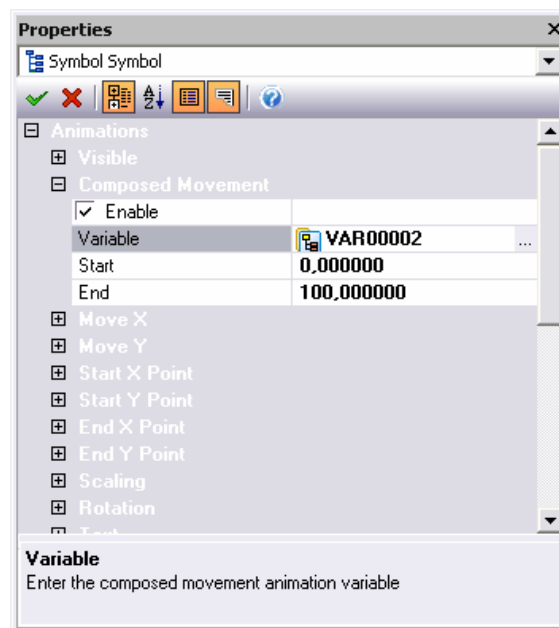 Properties
Symbol Symbol
Animations
Visible
Composed Movement
Enable
Variable VAR00002 ...
Start 0,000000
End 100,000000
Move X
Move Y
Start X Point
Start Y Point
End X Point
End Y Point
Scaling
Rotation
Text
Variable
Enter the composed movement animation variable